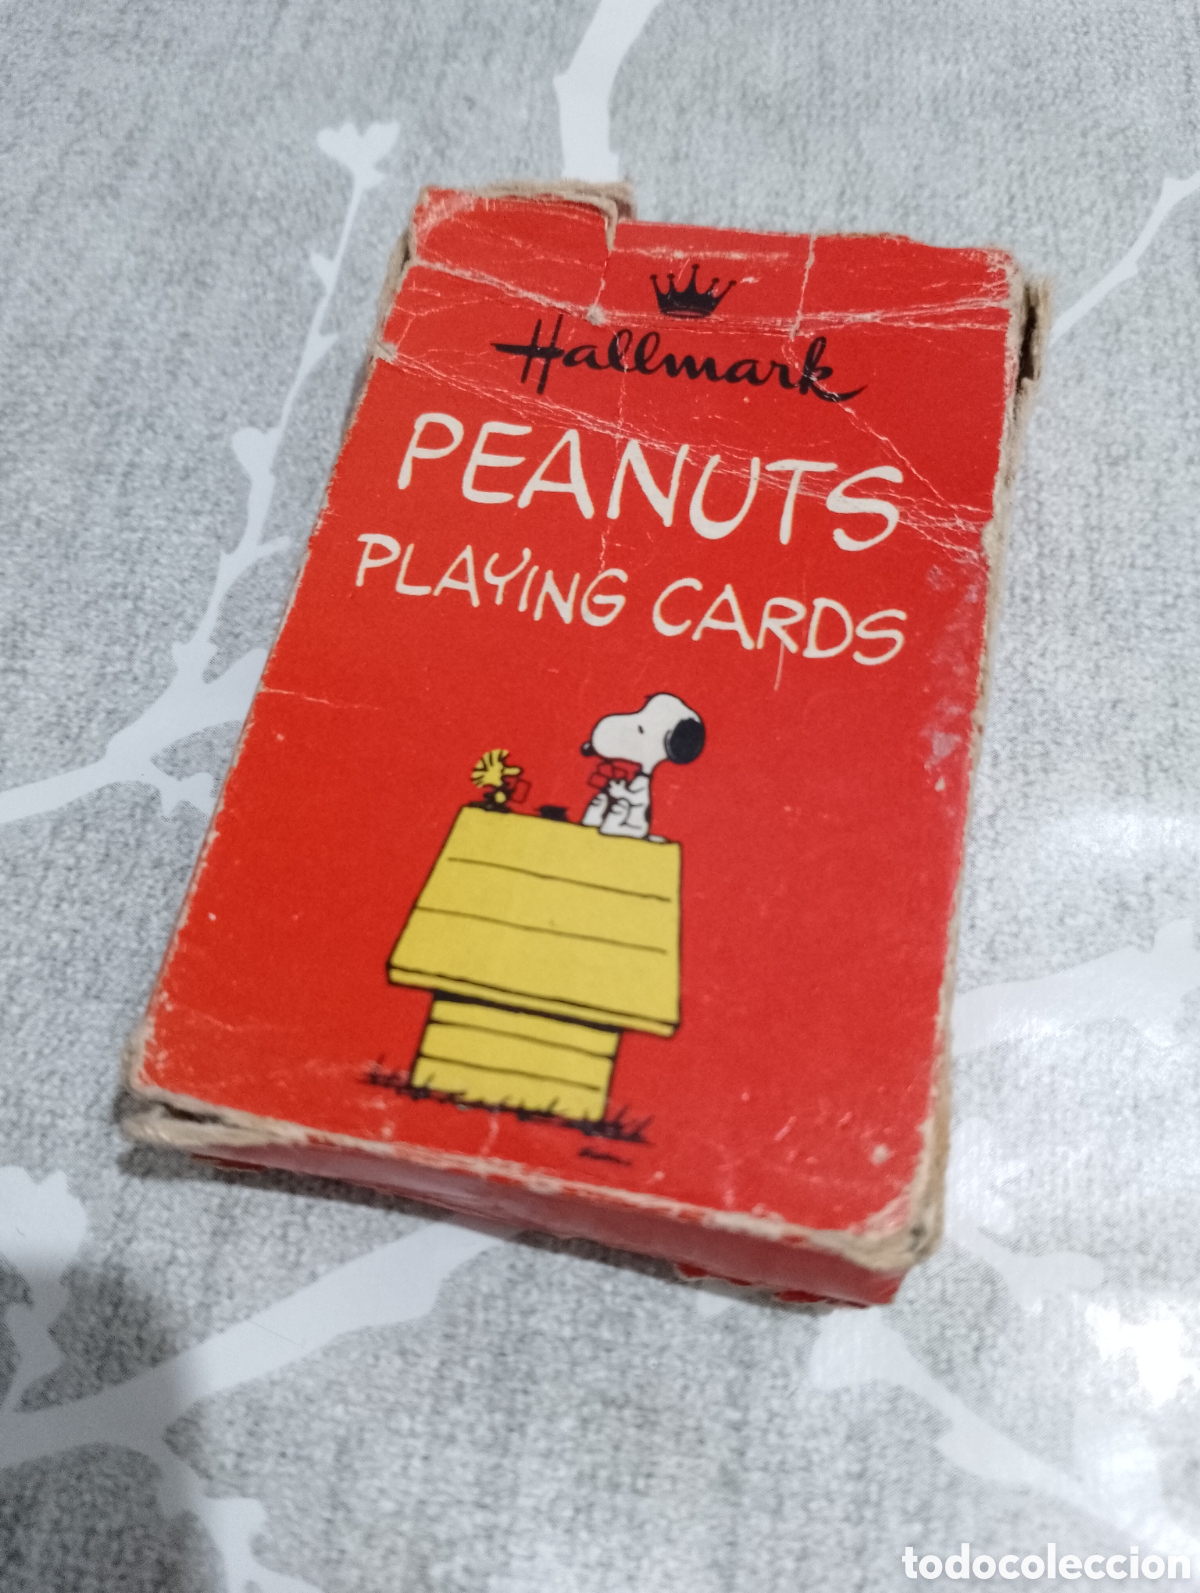 Hallmark
PEANUTS
PLAYING CARDS
todocoleccion